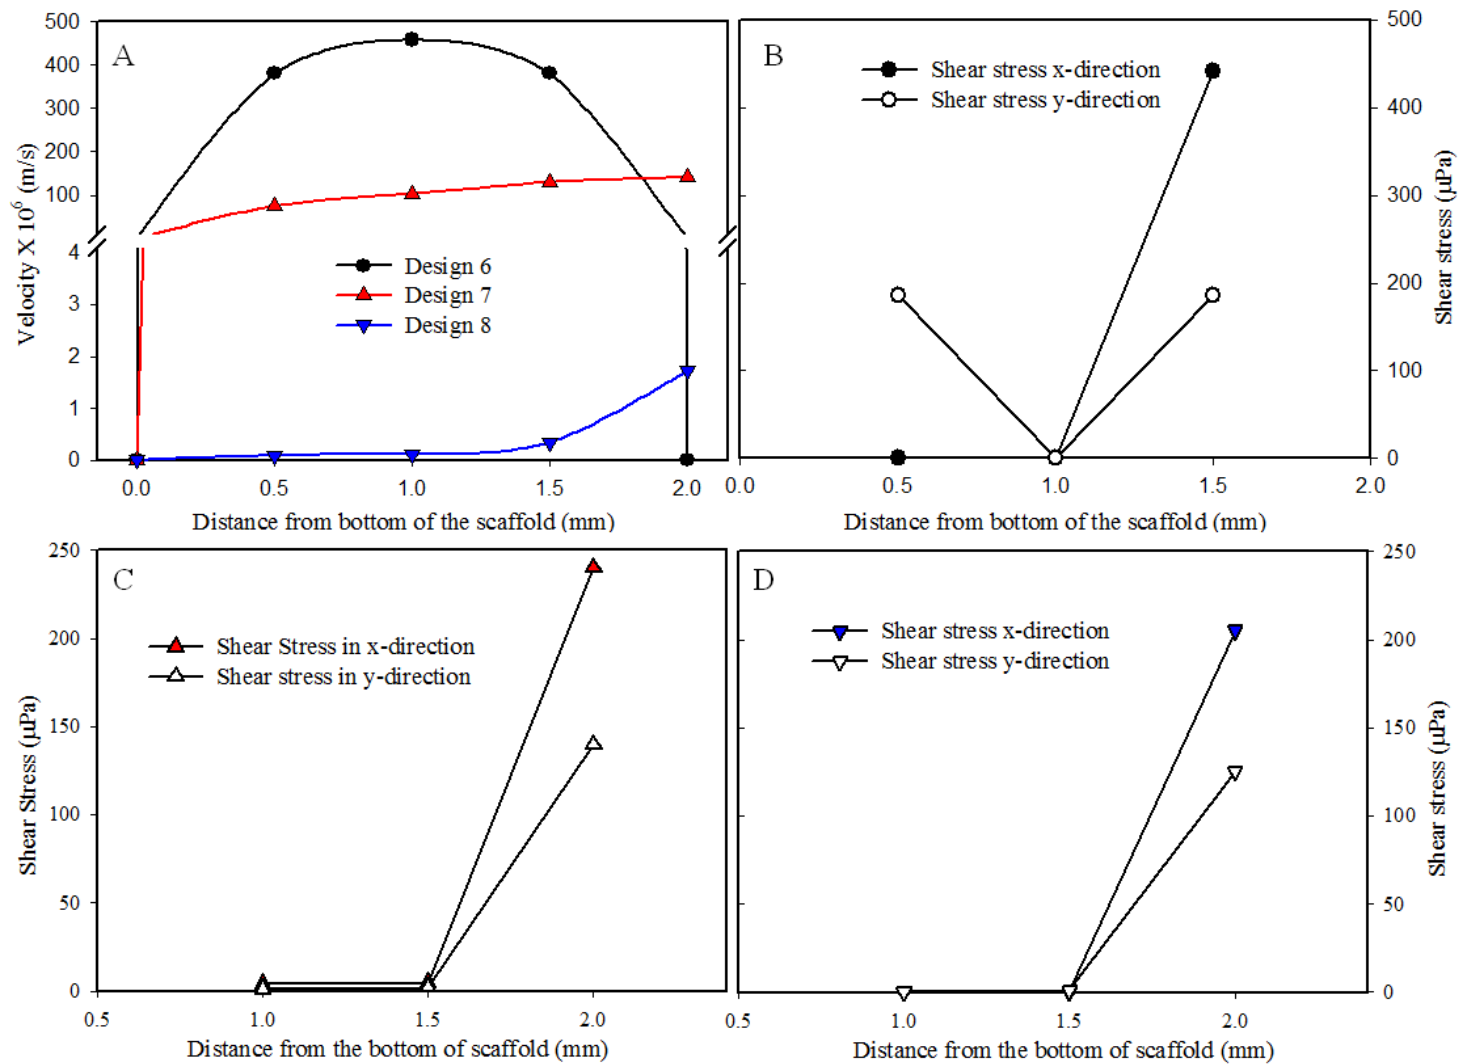 A
500
400
300
200
100
4
3
2
1
0
Velocity X 10⁶ (m/s)
Design 6
Design 7
Design 8
0.0 0.5 1.0 1.5 2.0
Distance from bottom of the scaffold (mm)
B
Shear stress x-direction
Shear stress y-direction
500
400
300
200
100
0
Shear stress (µPa)
0.0 0.5 1.0 1.5 2.0
Distance from bottom of the scaffold (mm)
C
250
200
150
100
50
0
Shear Stress (µPa)
Shear Stress in x-direction
Shear stress in y-direction
0.5 1.0 1.5 2.0
Distance from the bottom of scaffold (mm)
D
Shear stress x-direction
Shear stress y-direction
250
200
150
100
50
0
Shear stress (µPa)
0.5 1.0 1.5 2.0
Distance from the bottom of scaffold (mm)